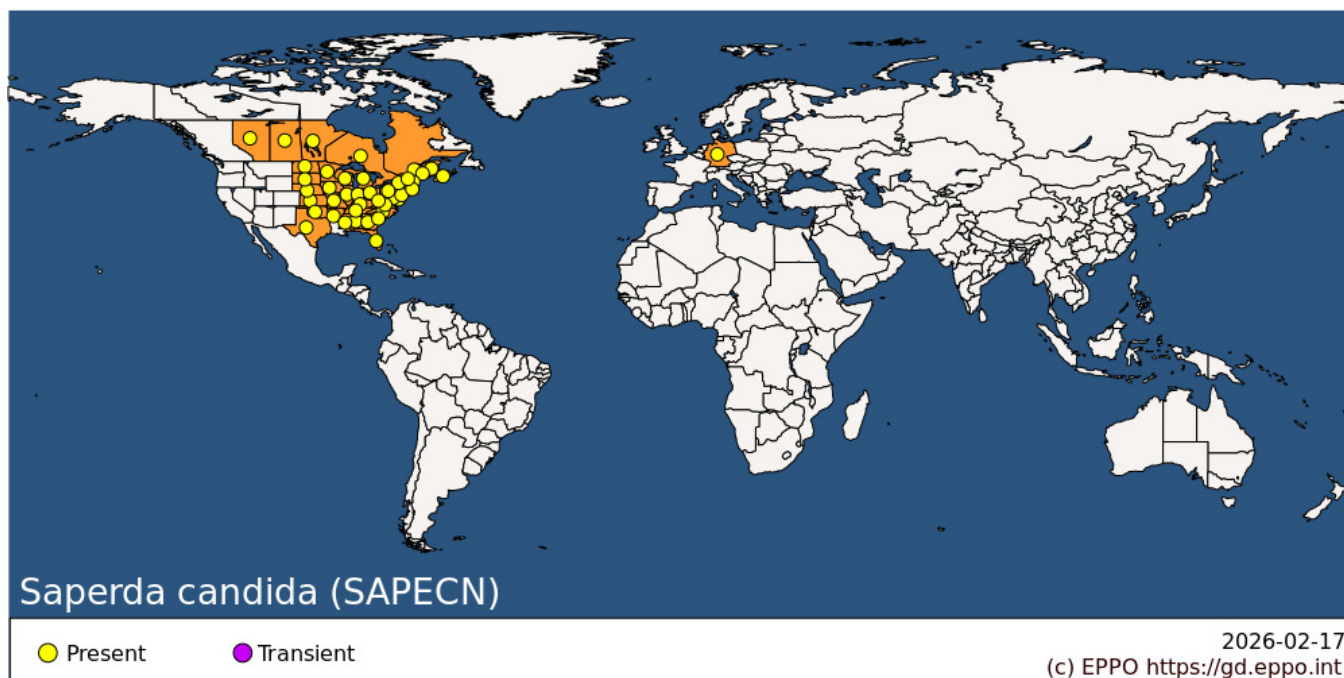 Saperda candida (SAPECN)
Present
Transient
2026-02-17
(c) EPPO https://gd.eppo.int